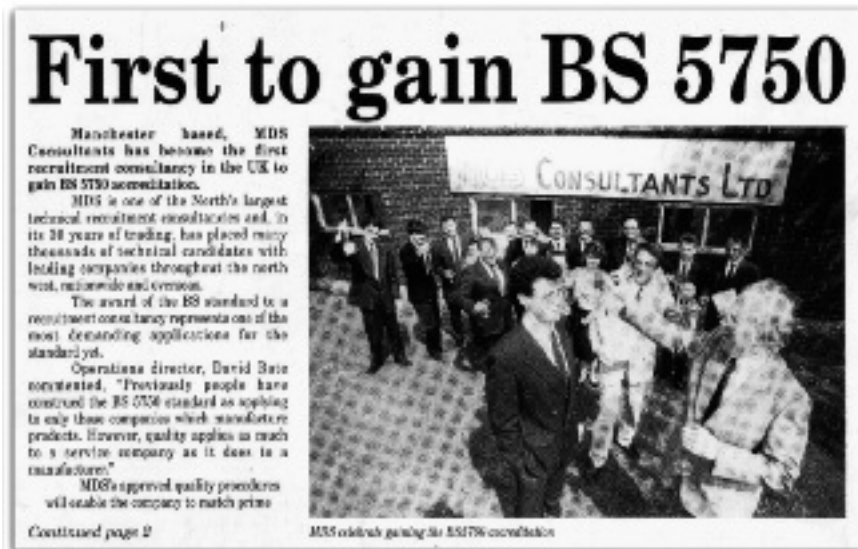 First to gain BS 5750
Manchester based, MDS
Consultants has become the first
recruitment consultancy in the UK to
gain BS 5750 accreditation.
MDS is one of the North's largest
technical recruitment consultancies and, in
its 30 years of trading, has placed many
thousands of technical candidates with
leading companies throughout the north
west, nationwide and overseas.
The award of the BS standard to a
recruitment consultancy represents one of the
most demanding applications for the
standard yet.
Operations director, David Bate
commented, "Previously people have
construed the BS 5750 standard as applying
to only those companies which manufacture
products. However, quality applies as much
to a service company as it does to a
manufacturer."
MDS's approved quality procedures
will enable the company to match prime
Continued page 2
CONSULTANTS LTD
MDS celebrate gaining the BS5750 accreditation